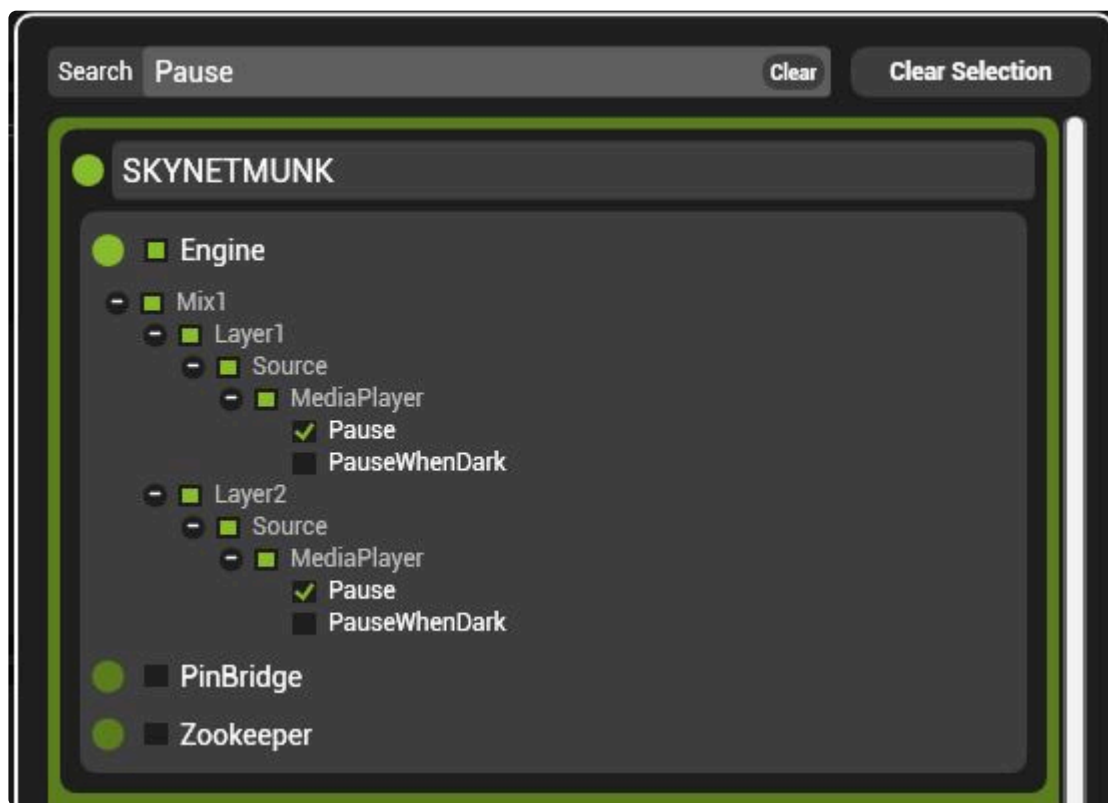 Search Pause Clear Clear Selection
SKYNETMUNK
Engine
Mix1
Layer1
Source
MediaPlayer
Pause
PauseWhenDark
Layer2
Source
MediaPlayer
Pause
PauseWhenDark
PinBridge
Zookeeper